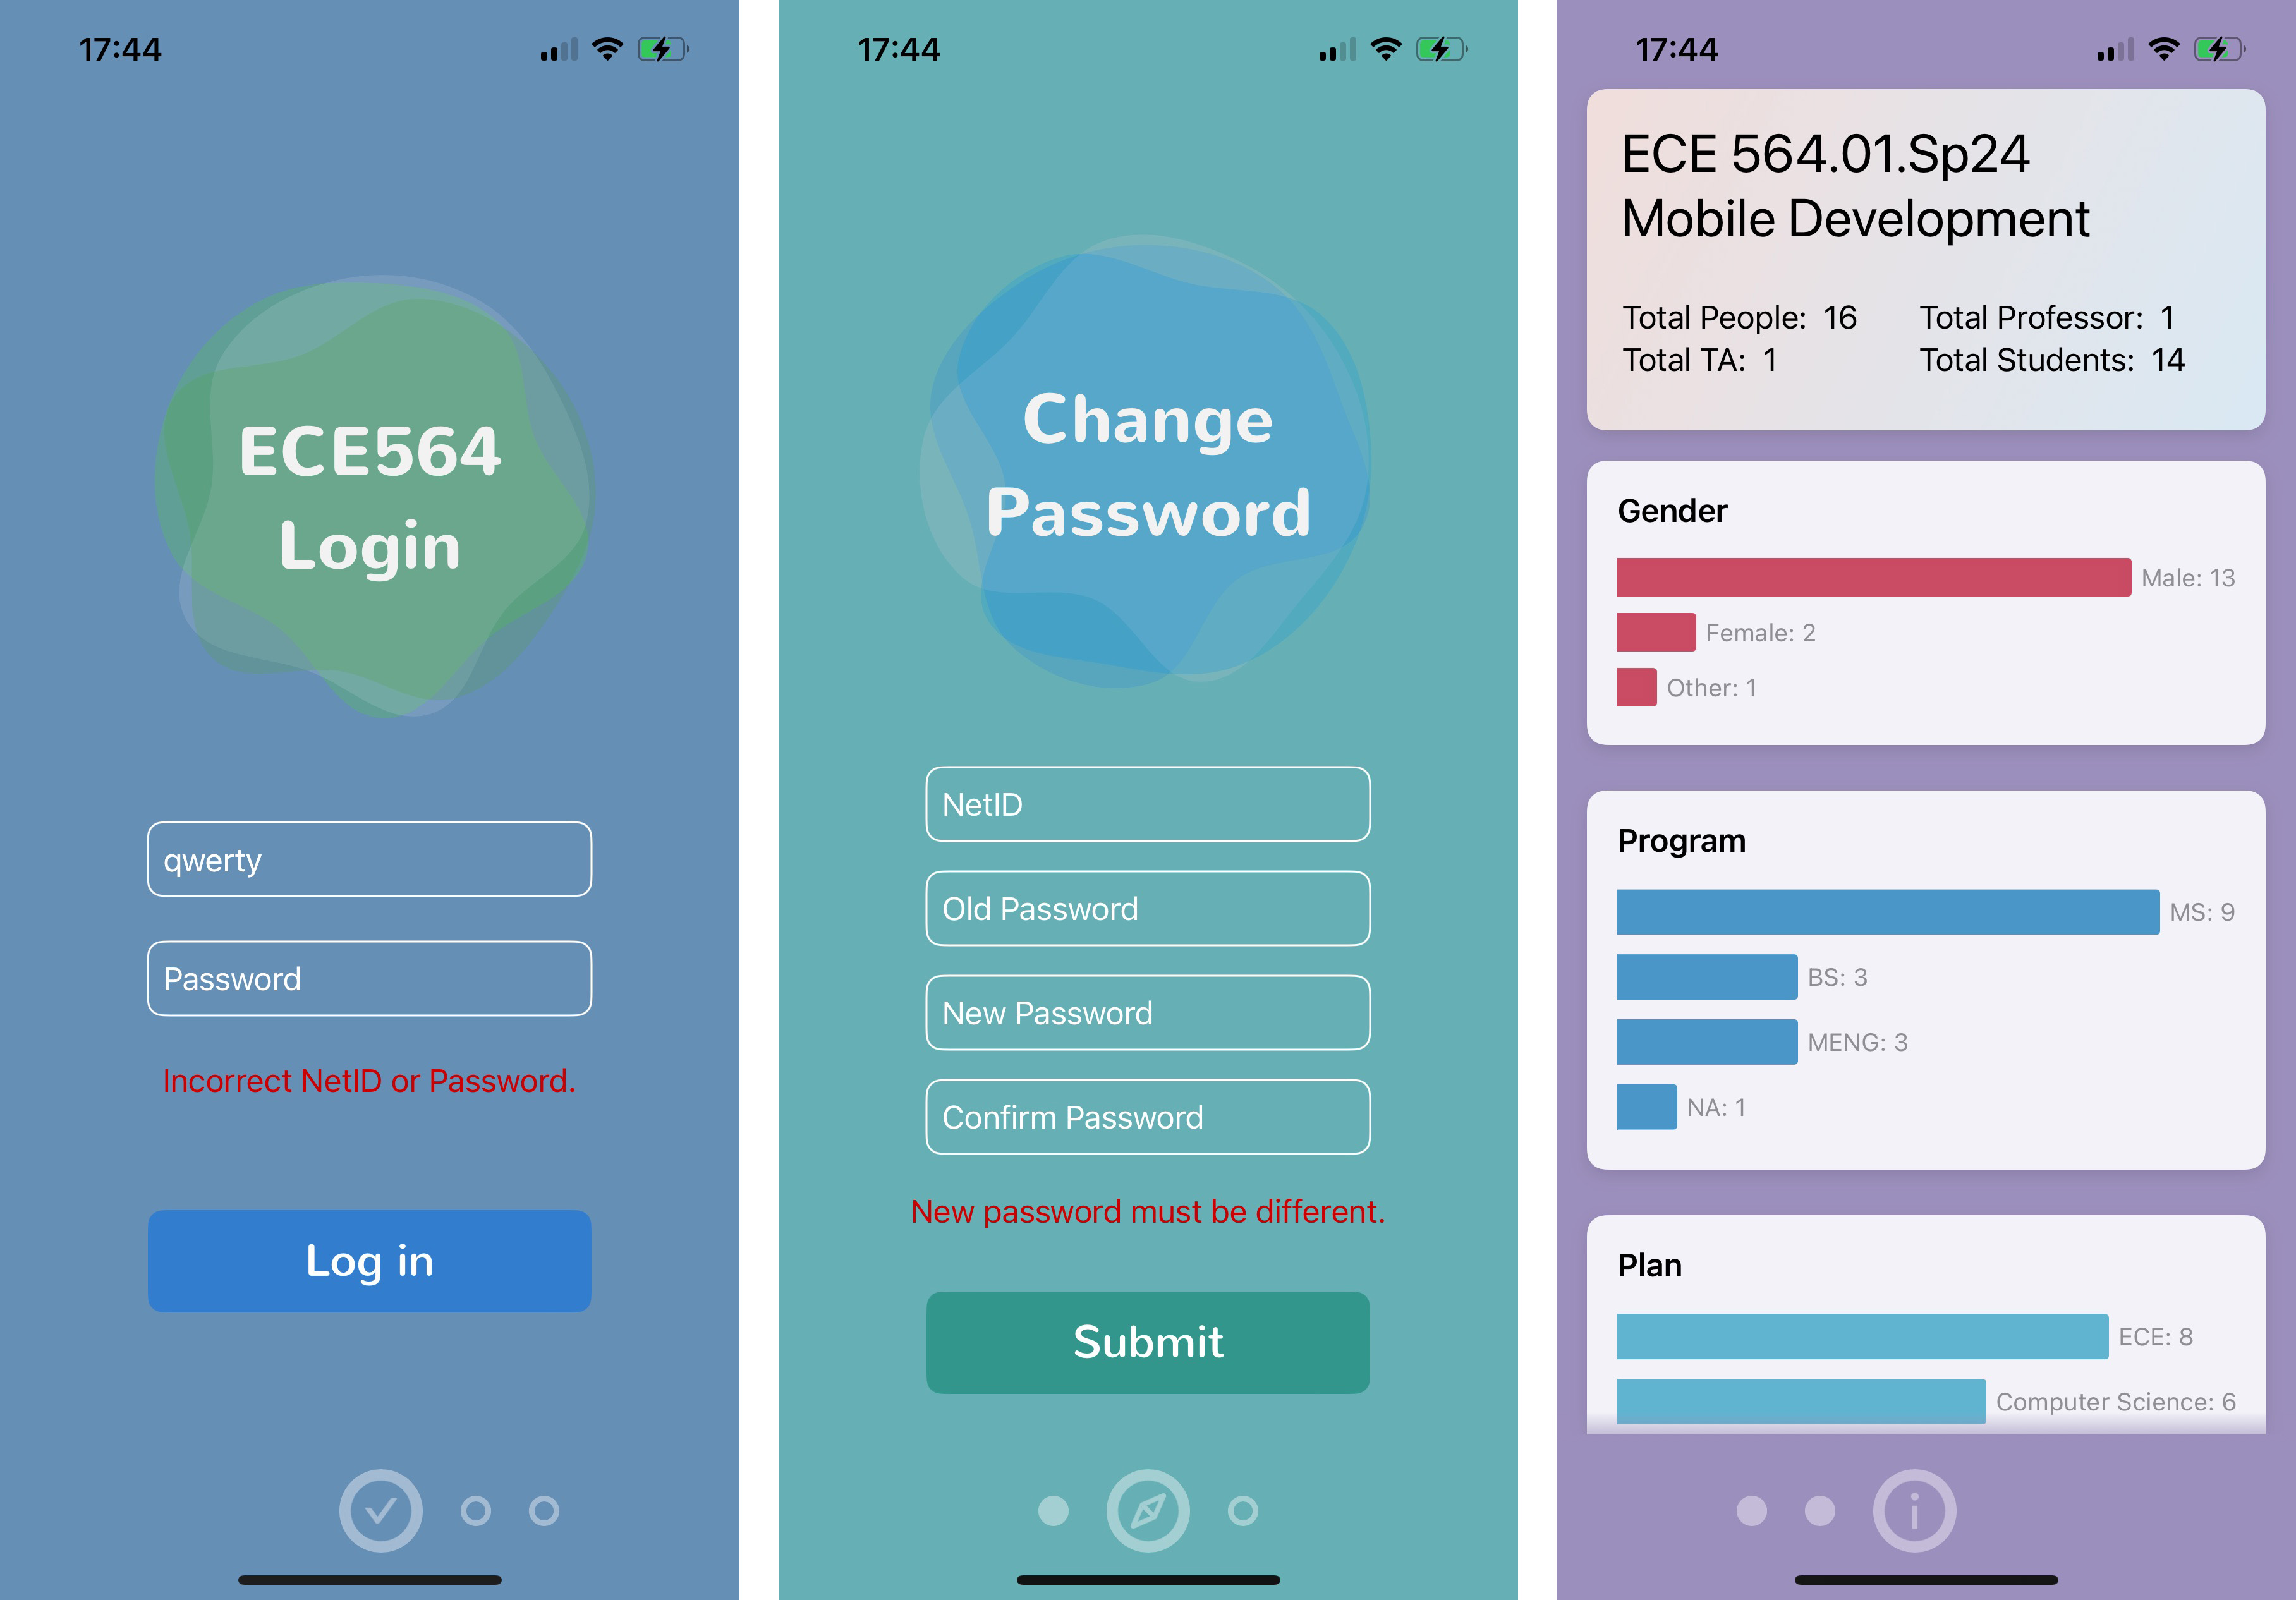 17:44
ECE564
Login
qwerty
Password
Incorrect NetID or Password.
Log in
17:44
Change
Password
NetID
Old Password
New Password
Confirm Password
New password must be different.
Submit
17:44
ECE 564.01.Sp24
Mobile Development
Total People: 16 Total Professor: 1
Total TA: 1 Total Students: 14
Gender
Male: 13
Female: 2
Other: 1
Program
MS: 9
BS: 3
MENG: 3
NA: 1
Plan
ECE: 8
Computer Science: 6